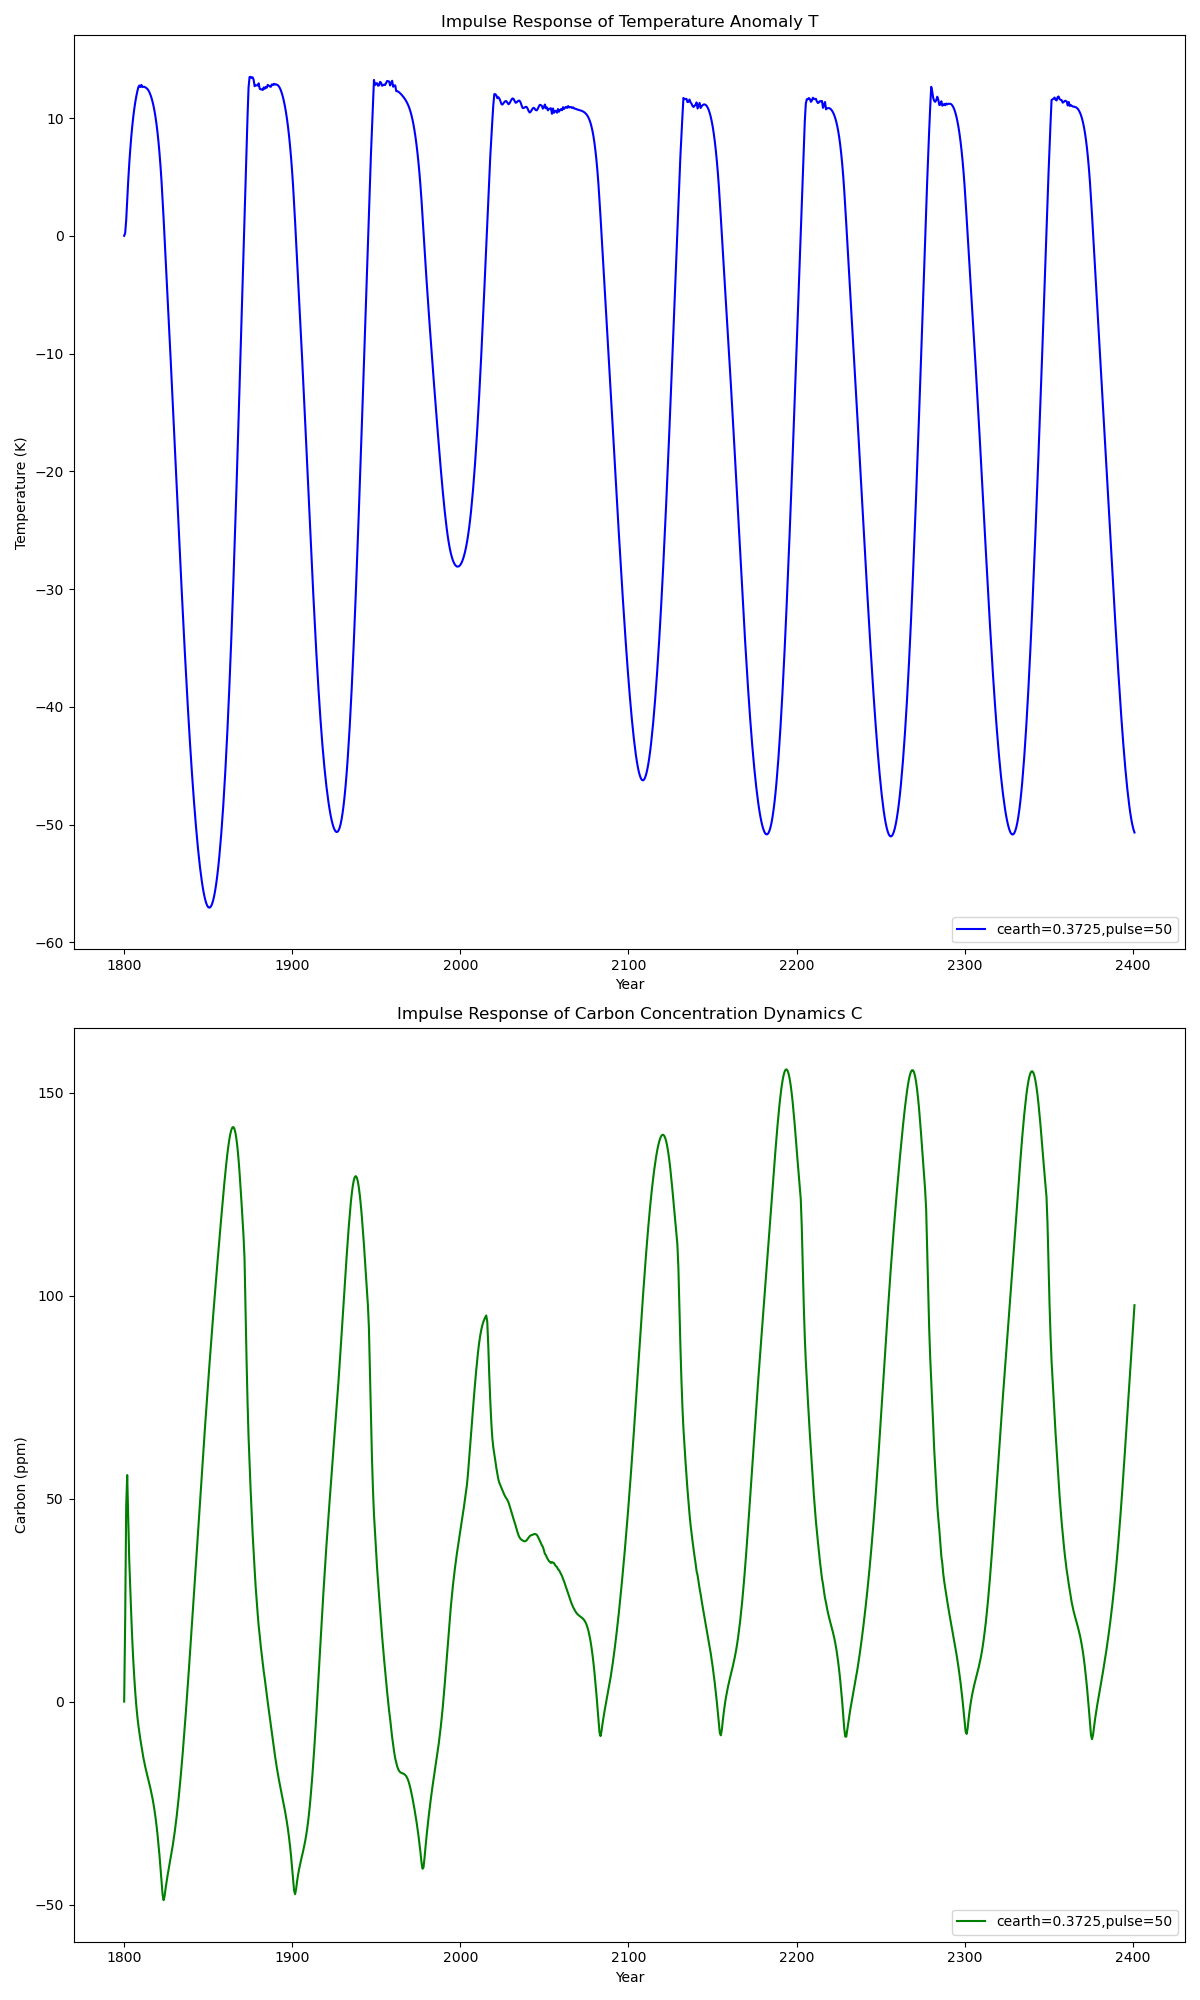 Impulse Response of Temperature Anomaly T
Temperature (K)
10
0
−10
−20
−30
−40
−50
−60
cearth=0.3725,pulse=50
1800 1900 2000 2100 2200 2300 2400
Year
Impulse Response of Carbon Concentration Dynamics C
Carbon (ppm)
150
100
50
0
−50
cearth=0.3725,pulse=50
1800 1900 2000 2100 2200 2300 2400
Year